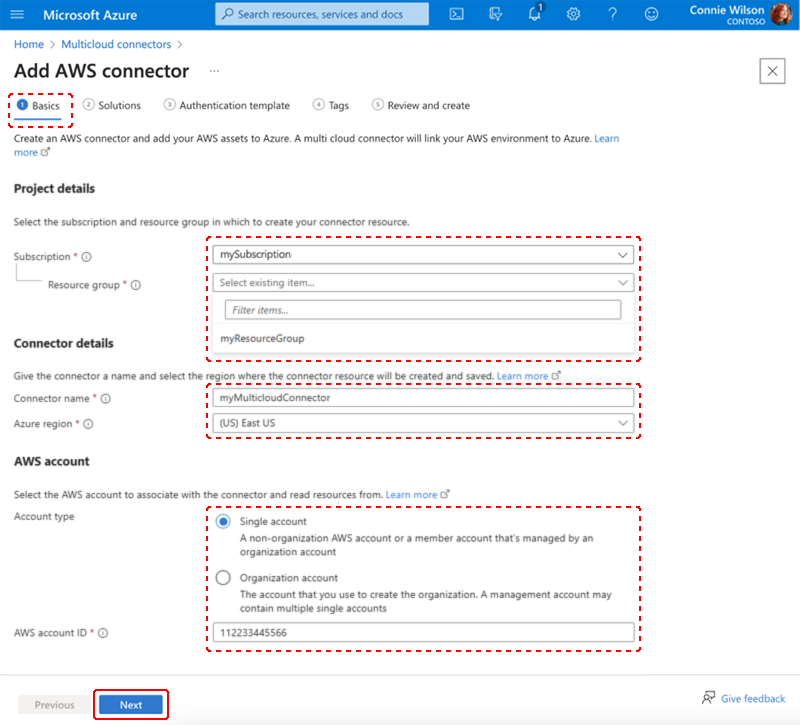 Microsoft Azure
Search resources, services and docs
1
Connie Wilson
CONTOSO
Home > Multicloud connectors >
Add AWS connector ...
1 Basics 2 Solutions 3 Authentication template 4 Tags 5 Review and create
Create an AWS connector and add your AWS assets to Azure. A multi cloud connector will link your AWS environment to Azure. Learn
more
Project details
Select the subscription and resource group in which to create your connector resource.
Subscription *
mySubscription
Resource group *
Select existing item...
Filter items...
myResourceGroup
Connector details
Give the connector a name and select the region where the connector resource will be created and saved. Learn more
Connector name *
myMulticloudConnector
Azure region *
(US) East US
AWS account
Select the AWS account to associate with the connector and read resources from. Learn more
Account type
Single account
A non-organization AWS account or a member account that's managed by an
organization account
Organization account
The account that you use to create the organization. A management account may
contain multiple single accounts
AWS account ID *
112233445566
Previous
Next
Give feedback